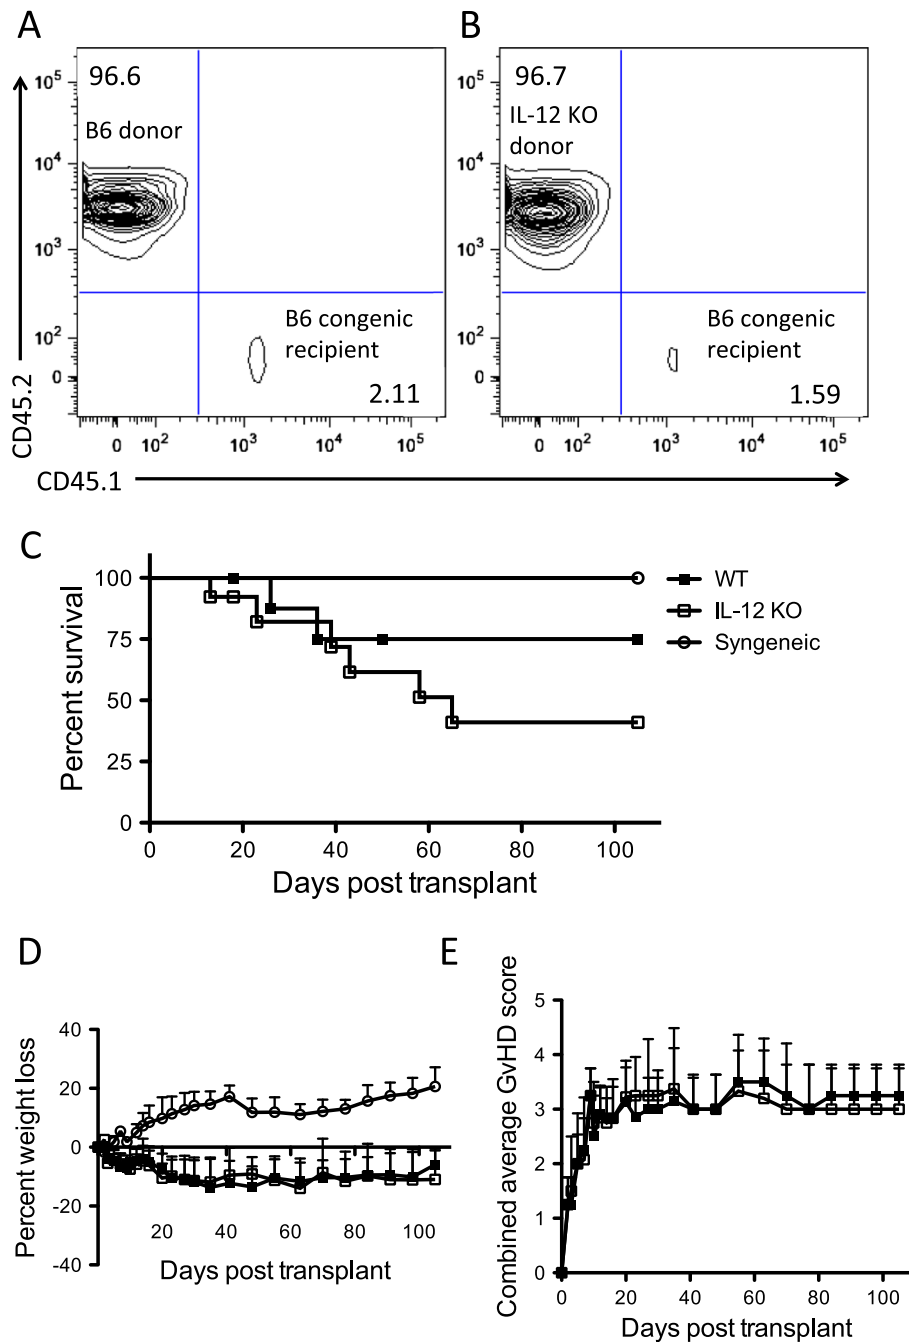 A
B
96.6
B6 donor
96.7
IL-12 KO
donor
10⁵
10⁴
10³
10²
0
B6 congenic
recipient
2.11
B6 congenic
recipient
1.59
0 10² 10³ 10⁴ 10⁵
0 10² 10³ 10⁴ 10⁵
CD45.2
CD45.1
C
100
75
50
25
0
Percent survival
0 20 40 60 80 100
Days post transplant
WT
IL-12 KO
Syngeneic
D
40
20
0
-20
-40
Percent weight loss
20 40 60 80 100
Days post transplant
E
5
4
3
2
1
0
Combined average GvHD score
0 20 40 60 80 100
Days post transplant